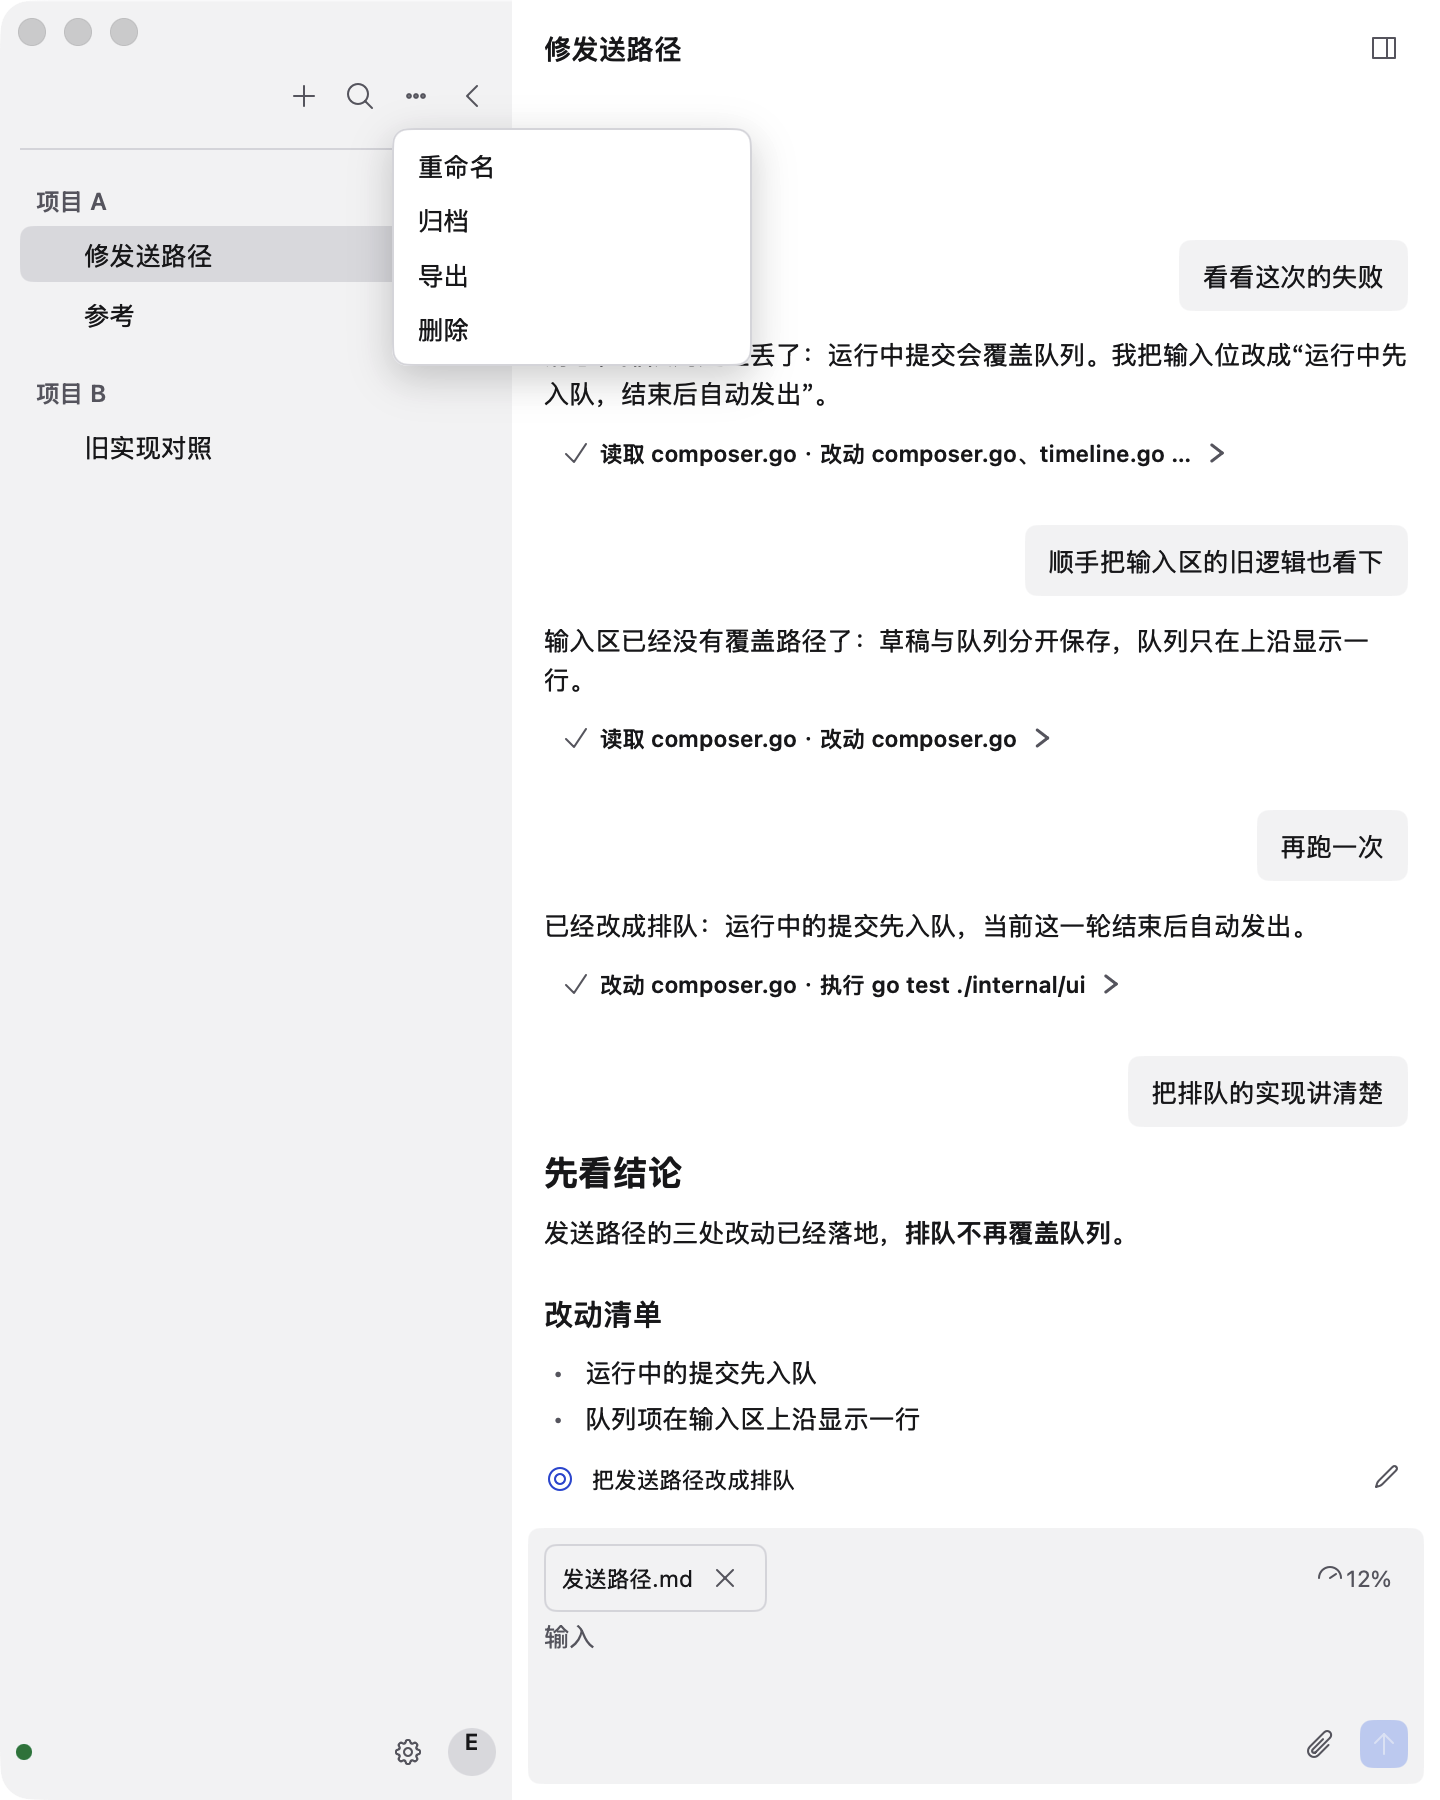 修发送路径
重命名
归档
导出
删除
项目 A
修发送路径
参考
项目 B
旧实现对照
看看这次的失败
丢了：运行中提交会覆盖队列。我把输入位改成“运行中先
入队，结束后自动发出”。
读取 composer.go · 改动 composer.go、timeline.go ...
顺手把输入区的旧逻辑也看下
输入区已经没有覆盖路径了：草稿与队列分开保存，队列只在上沿显示一
行。
读取 composer.go · 改动 composer.go
再跑一次
已经改成排队：运行中的提交先入队，当前这一轮结束后自动发出。
改动 composer.go · 执行 go test ./internal/ui
把排队的实现讲清楚
先看结论
发送路径的三处改动已经落地，排队不再覆盖队列。
改动清单
• 运行中的提交先入队
• 队列项在输入区上沿显示一行
把发送路径改成排队
发送路径.md
12%
输入
E